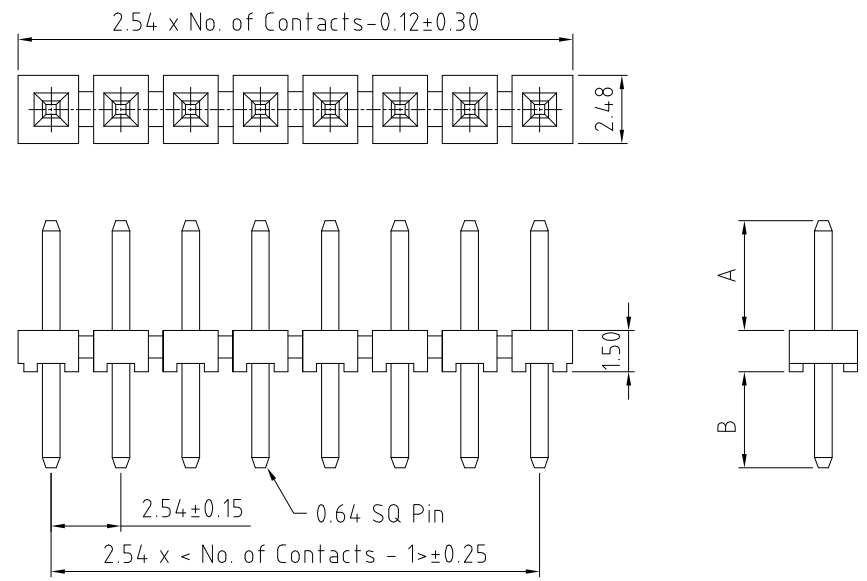 2.54 x No. of Contacts-0.12±0.30
2.48
A
1.50
B
2.54±0.15
0.64 SQ Pin
2.54 x < No. of Contacts - 1>±0.25